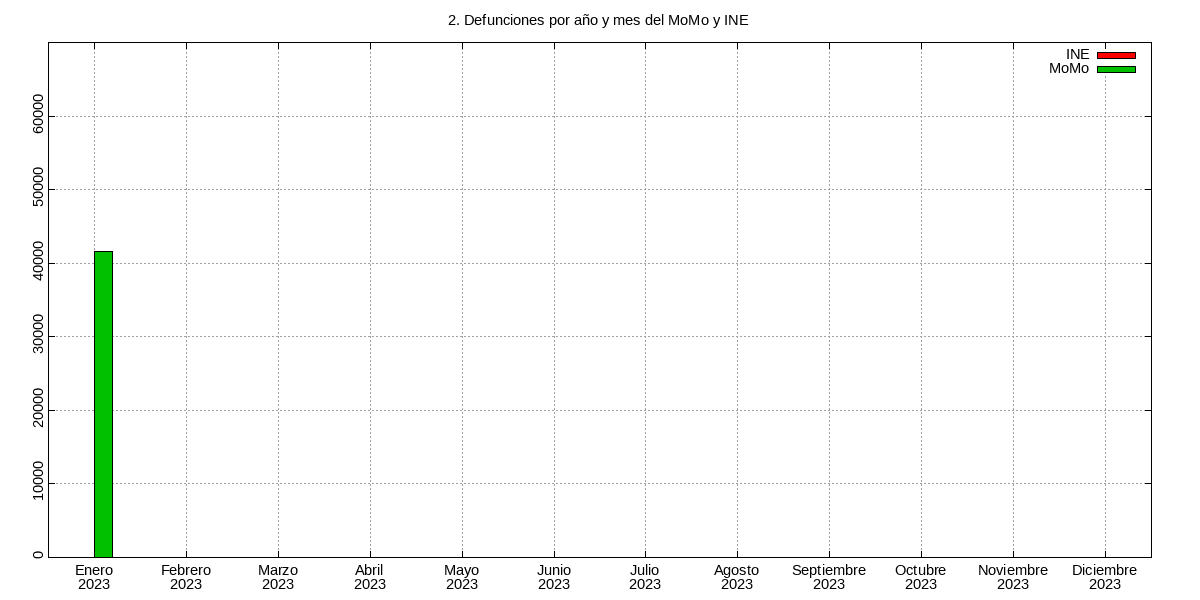 2. Defunciones por año y mes del MoMo y INE
INE
MoMo
60000
50000
40000
30000
20000
10000
0
Enero Febrero Marzo Abril Mayo Junio Julio Agosto Septiembre Octubre Noviembre Diciembre
2023 2023 2023 2023 2023 2023 2023 2023 2023 2023 2023 2023